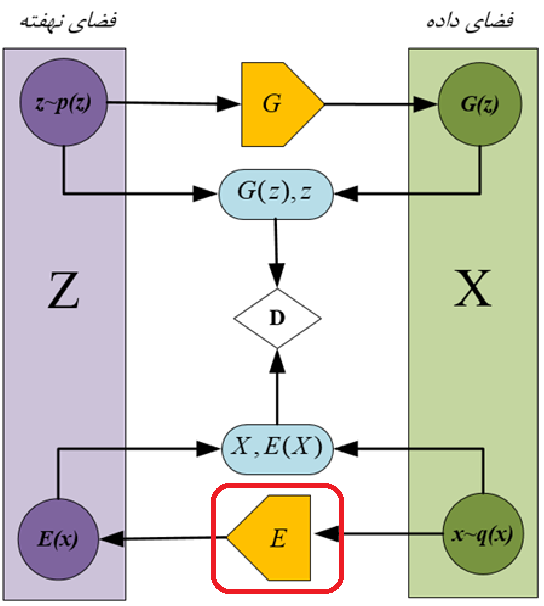 فضای نهفته
فضای داده
z~p(z)
G
G(z)
G(z),z
Z
D
X
X,E(X)
E(x)
E
x~q(x)